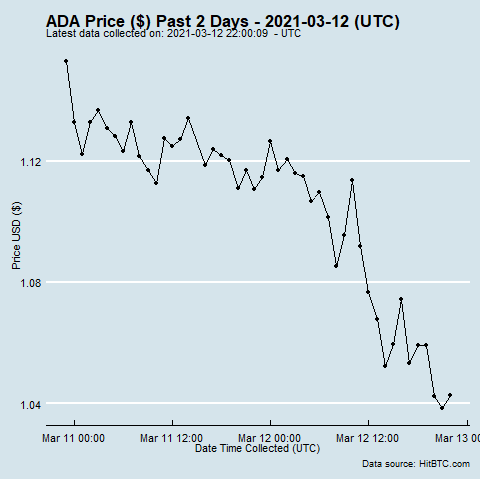 ADA Price ($) Past 2 Days - 2021-03-12 (UTC)
Latest data collected on: 2021-03-12 22:00:09 - UTC
Price USD ($)
1.12
1.08
1.04
Mar 11 00:00 Mar 11 12:00 Mar 12 00:00 Mar 12 12:00 Mar 13 0
Date Time Collected (UTC)
Data source: HitBTC.com